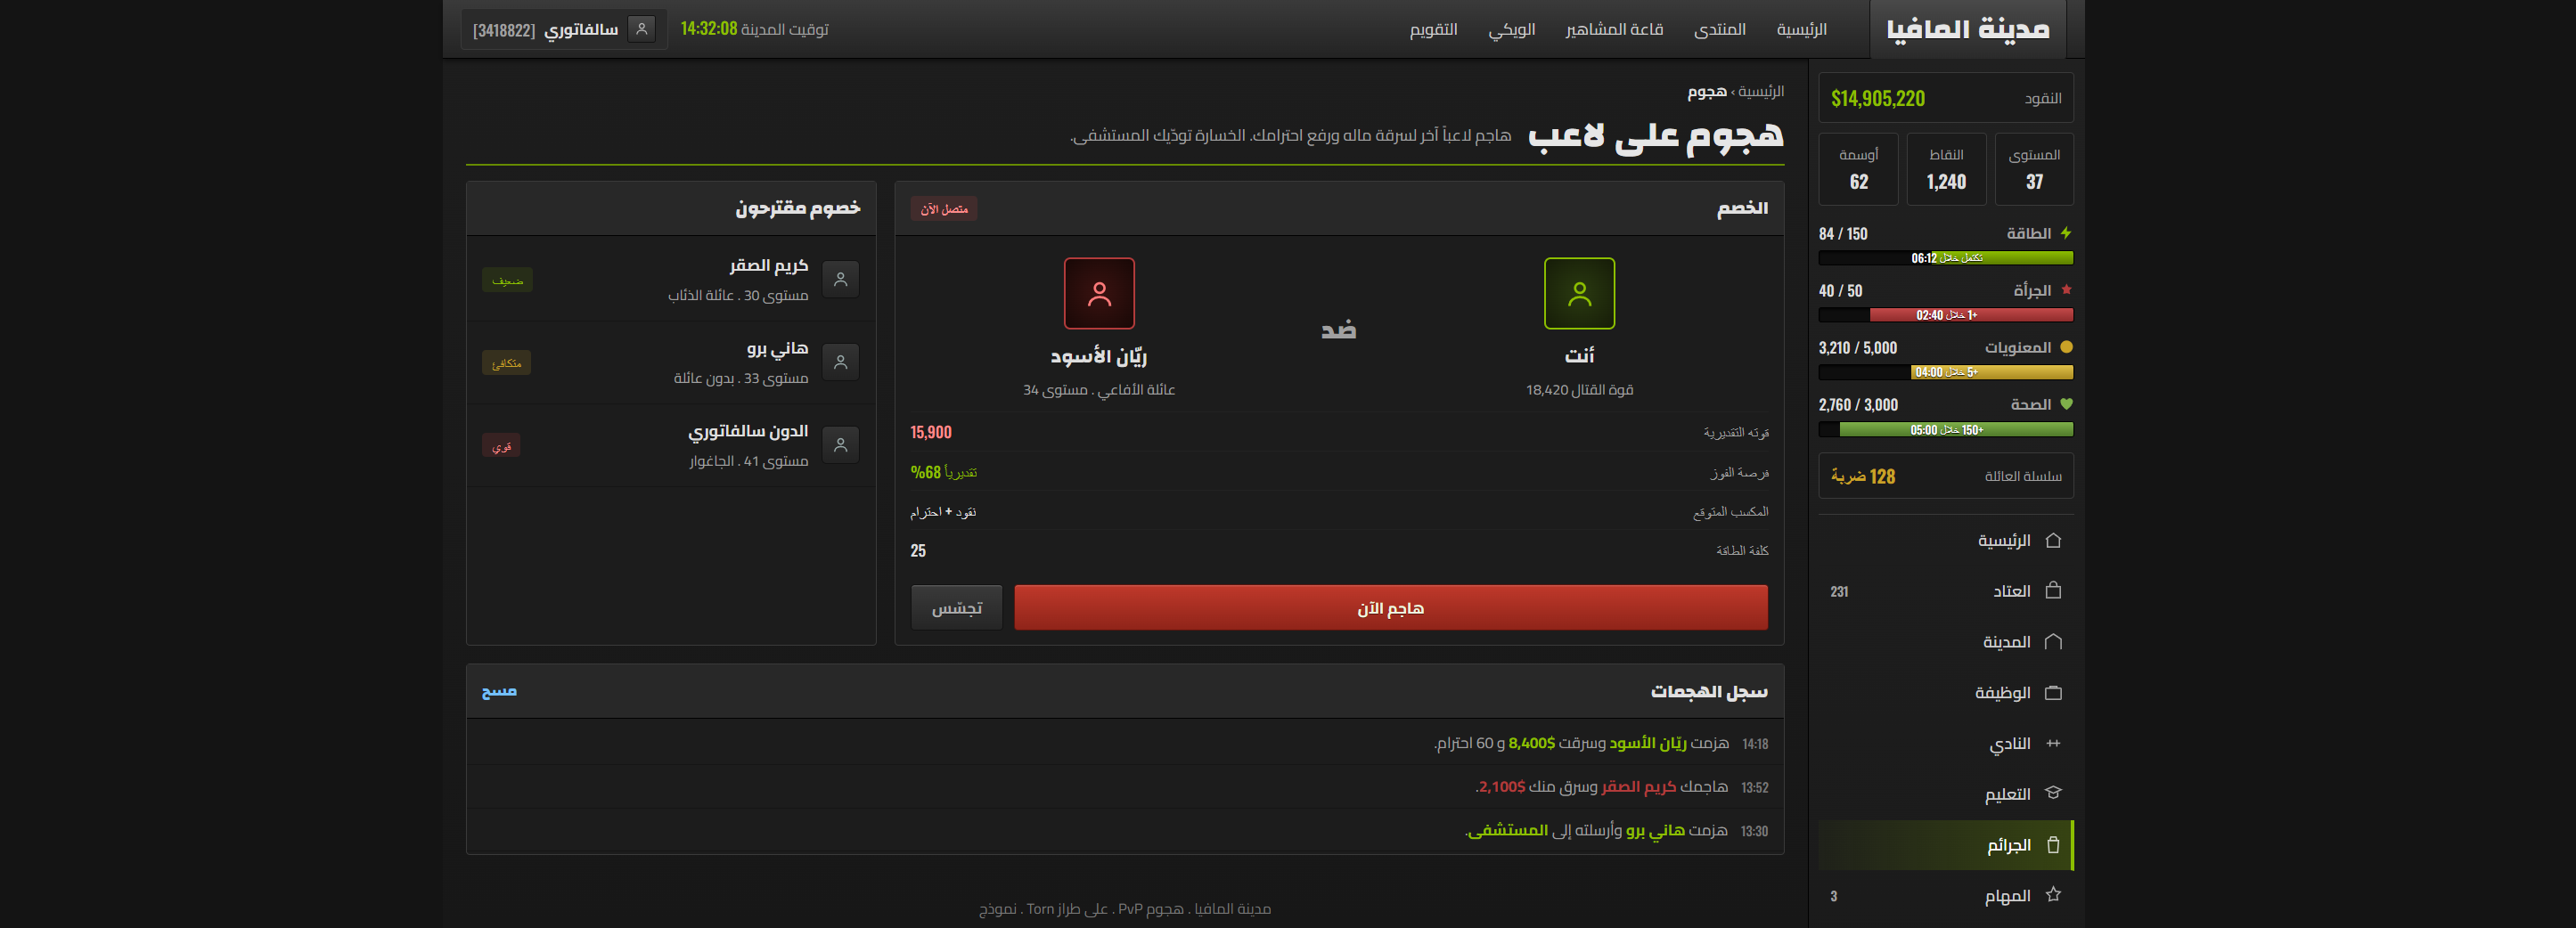 مدينة المافيا
الرئيسية المنتدى قاعة المشاهير الويكي التقويم
توقيت المدينة 14:32:08
سالفاتوري [3418822]
النقود $14,905,220
المستوى 37
النقاط 1,240
أوسمة 62
الطاقة 84 / 150
تكتمل خلال 06:12
الجرأة 40 / 50
+1 خلال 02:40
المعنويات 3,210 / 5,000
+5 خلال 04:00
الصحة 2,760 / 3,000
+150 خلال 05:00
سلسلة العائلة 128 ضربة
الرئيسية
العتاد 231
المدينة
الوظيفة
النادي
التعليم
الجرائم
المهام 3
الرئيسية › هجوم
هجوم على لاعب هاجم لاعباً آخر لسرقة ماله ورفع احترامك. الخسارة تودّيك المستشفى.
الخصم متصل الآن
أنت
قوة القتال 18,420
ضد
ريّان الأسود
عائلة الأفاعي . مستوى 34
قوته التقديرية 15,900
فرصة الفوز تقديرياً 68%
المكسب المتوقع نقود + احترام
كلفة الطاقة 25
هاجم الآن تجسّس
خصوم مقترحون
كريم الصقر ضعيف
مستوى 30 . عائلة الذئاب
هاني برو متكافئ
مستوى 33 . بدون عائلة
الدون سالفاتوري قوي
مستوى 41 . الجاغوار
سجل الهجمات مسح
14:18 هزمت ريّان الأسود وسرقت $8,400 و 60 احترام.
13:52 هاجمك كريم الصقر وسرق منك $2,100.
13:30 هزمت هاني برو وأرسلته إلى المستشفى.
مدينة المافيا . هجوم PvP . على طراز Torn . نموذج